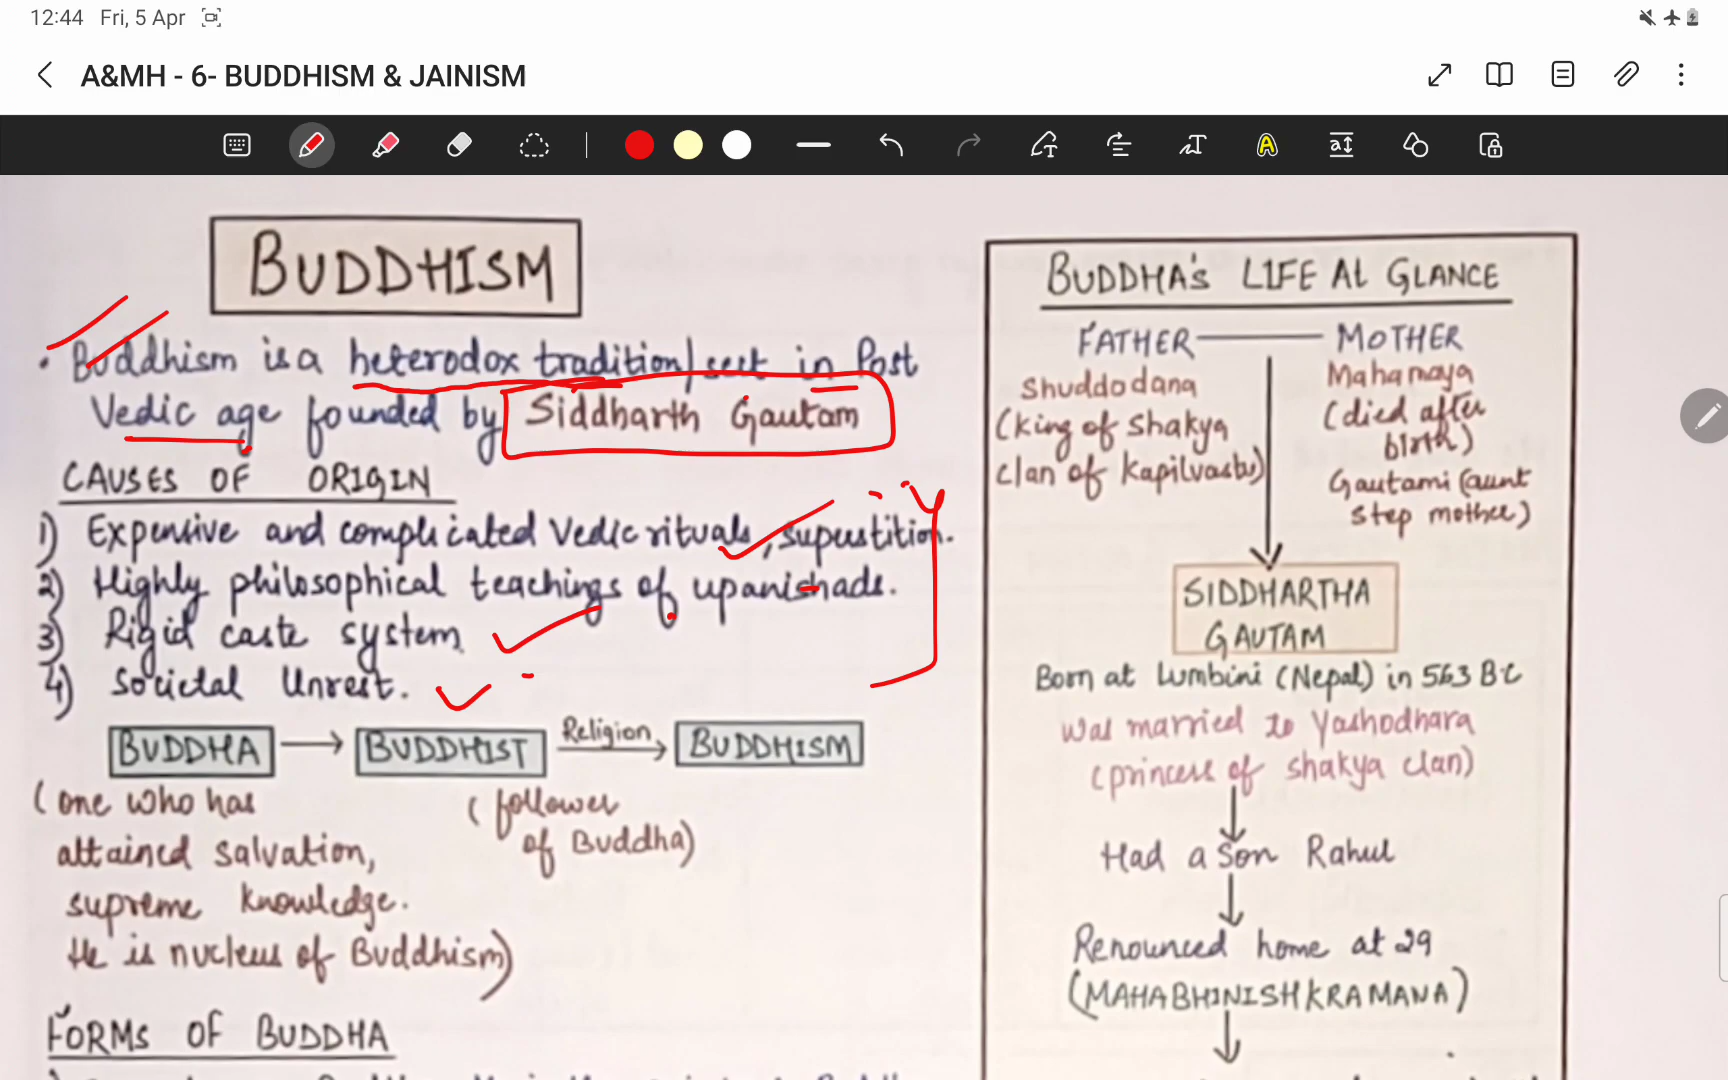 12:44 Fri, 5 Apr
A&MH - 6- BUDDHISM & JAINISM
BUDDHISM
• Buddhism is a heterodox tradition/sect in Post
Vedic age founded by Siddharth Gautam
CAUSES OF ORIGIN
1) Expensive and complicated Vedic rituals, superstition.
2) Highly philosophical teachings of upanishads.
3) Rigid caste system.
4) Societal Unrest.
BUDDHA → BUDDHIST Religion → BUDDHISM
(one who has
attained salvation,
supreme knowledge.
He is nucleus of Buddhism)
(follower
of Buddha)
FORMS OF BUDDHA
BUDDHA'S LIFE AT GLANCE
FATHER MOTHER
Shuddodana
(King of Shakya
Clan of Kapilvastu)
Mahamaya
(died after
birth)
Gautami (aunt
step mother)
SIDDHARTHA
GAUTAM
Born at Lumbini (Nepal) in 563 BC
Was married to Yashodhara
(princess of shakya clan)
Had a Son Rahul
Renounced home at 29
(MAHABHINISHKRAMANA)